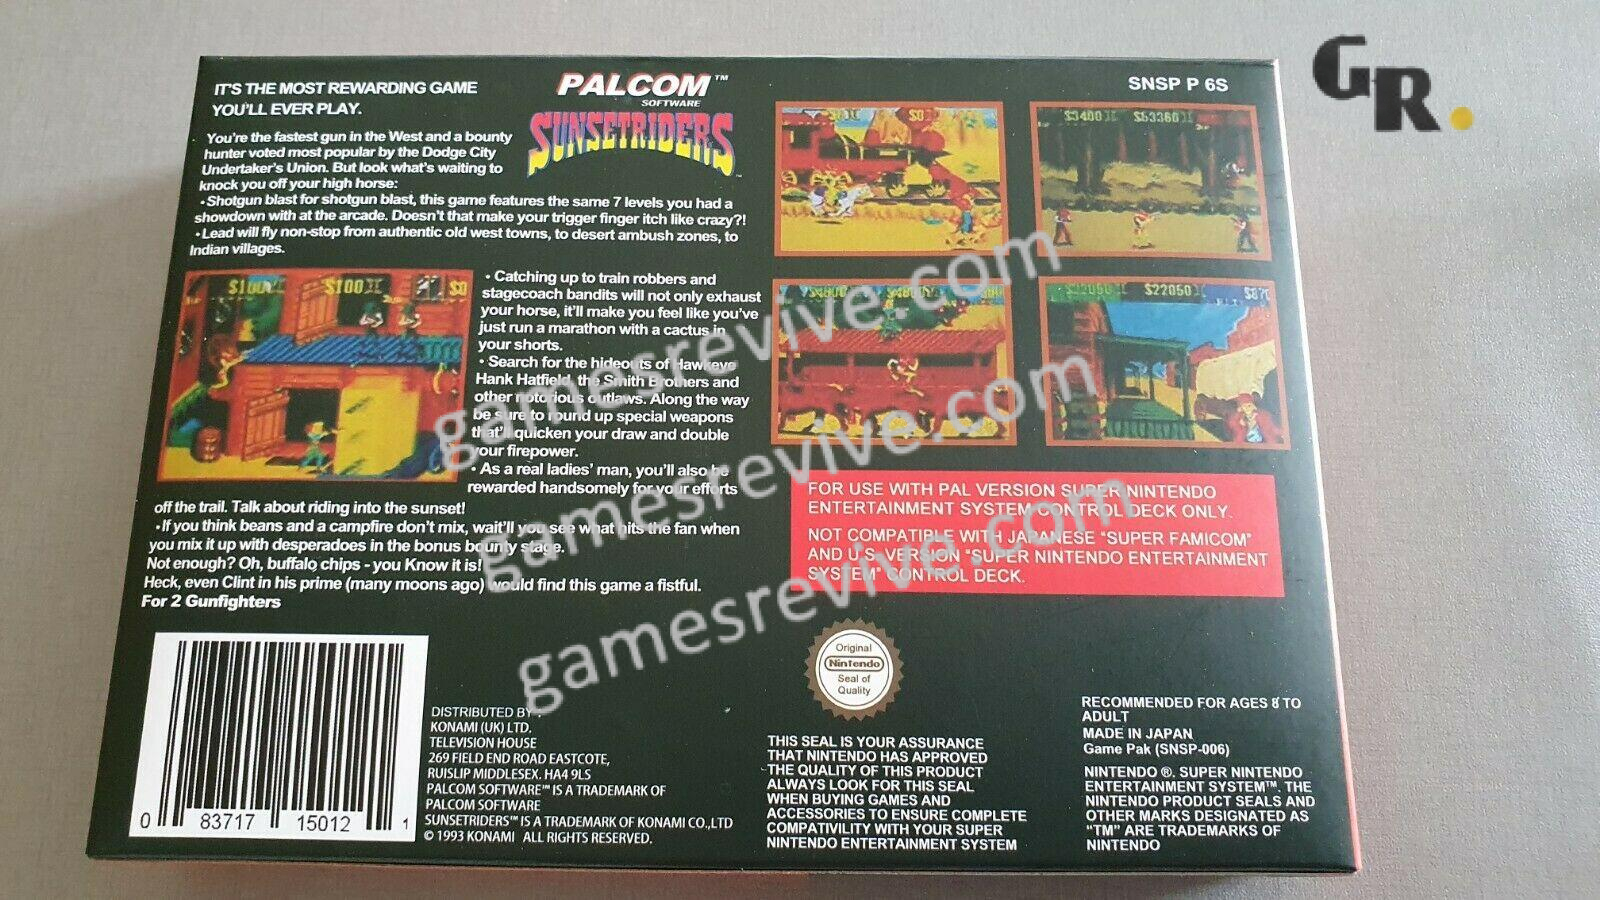 IT'S THE MOST REWARDING GAME
YOU'LL EVER PLAY.
You're the fastest gun in the West and a bounty
hunter voted most popular by the Dodge City
Undertaker's Union. But look what's waiting to
knock you off your high horse:
• Shotgun blast for shotgun blast, this game features the same 7 levels you had a
showdown with at the arcade. Doesn't that make your trigger finger itch like crazy?!
• Lead will fly non-stop from authentic old west towns, to desert ambush zones, to
Indian villages.
• Catching up to train robbers and
stagecoach bandits will not only exhaust
your horse, it'll make you feel like you've
just run a marathon with a cactus in
your shorts.
• Search for the hideouts of Hawkeye
Hank Hatfield, the Smith Brothers and
other notorious outlaws. Along the way
be sure to round up special weapons
that'll quicken your draw and double
your firepower.
• As a real ladies' man, you'll also be
rewarded handsomely for your efforts
off the trail. Talk about riding into the sunset!
• If you think beans and a campfire don't mix, wait'll you see what hits the fan when
you mix it up with desperadoes in the bonus bounty stage.
Not enough? Oh, buffalo chips - you Know it is!
Heck, even Clint in his prime (many moons ago) would find this game a fistful.
For 2 Gunfighters
PALCOM™
SOFTWARE
SUNSETRIDERS™
SNSP P 6S
GR.
$100 $100 $0
$0
$3400 $53360
$22050
FOR USE WITH PAL VERSION SUPER NINTENDO
ENTERTAINMENT SYSTEM CONTROL DECK ONLY.
NOT COMPATIBLE WITH JAPANESE "SUPER FAMICOM"
AND U.S. VERSION "SUPER NINTENDO ENTERTAINMENT
SYSTEM" CONTROL DECK.
gamesrevive.com
gamesrevive.com
gamesrevive.com
0 83717 15012 1
DISTRIBUTED BY :
KONAMI (UK) LTD.
TELEVISION HOUSE
269 FIELD END ROAD EASTCOTE,
RUISLIP MIDDLESEX. HA4 9LS
PALCOM SOFTWARE™ IS A TRADEMARK OF
PALCOM SOFTWARE
SUNSETRIDERS™ IS A TRADEMARK OF KONAMI CO.,LTD
© 1993 KONAMI ALL RIGHTS RESERVED.
Original
Nintendo
Seal of
Quality
THIS SEAL IS YOUR ASSURANCE
THAT NINTENDO HAS APPROVED
THE QUALITY OF THIS PRODUCT
ALWAYS LOOK FOR THIS SEAL
WHEN BUYING GAMES AND
ACCESSORIES TO ENSURE COMPLETE
COMPATIVILITY WITH YOUR SUPER
NINTENDO ENTERTAINMENT SYSTEM
RECOMMENDED FOR AGES 8 TO
ADULT
MADE IN JAPAN
Game Pak (SNSP-006)
NINTENDO ®. SUPER NINTENDO
ENTERTAINMENT SYSTEM™. THE
NINTENDO PRODUCT SEALS AND
OTHER MARKS DESIGNATED AS
"TM" ARE TRADEMARKS OF
NINTENDO